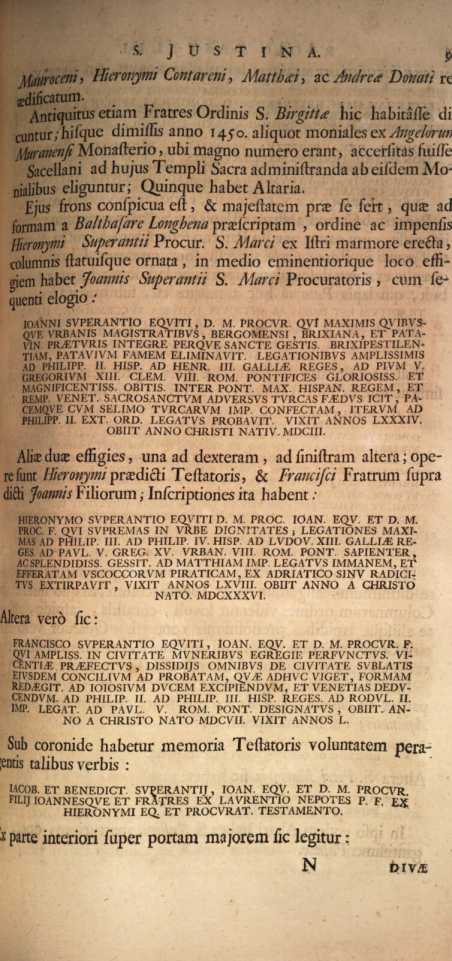 S. JUSTINA.
Mauroceni, Hieronymi Contareni, Matthæi, ac Andreæ Donati re
ædificatum.
Antiquitus etiam Fratres Ordinis S. Birgittæ hic habitâsse di
cuntur; hisque dimissis anno 1450. aliquot moniales ex Angelorum
Muranensi Monasterio, ubi magno numero erant, accersitas fuisse
Sacellani ad hujus Templi Sacra administranda ab eisdem Mo-
nialibus eliguntur; Quinque habet Altaria.
Ejus frons conspicua est, & majestatem præ se fert, quæ ad
formam a Balthasare Longhena præscriptam, ordine ac impensis
Hieronymi Superantii Procur. S. Marci ex Istri marmore erecta,
columnis statuisque ornata, in medio eminentiorique loco effi-
giem habet Joannis Superantii S. Marci Procuratoris, cum se-
quenti elogio:
IOANNI SVPERANTIO EQVITI, D. M. PROCVR. QVI MAXIMIS QVIBVS-
QVE VRBANIS MAGISTRATIBVS, BERGOMENSI, BRIXIANA, ET PATA-
VIN. PRÆTVRIS INTEGRE PERQVE SANCTE GESTIS. BRIXIPESTILEN-
TIAM, PATAVIVM FAMEM ELIMINAVIT. LEGATIONIBVS AMPLISSIMIS
AD PHILIPP. II. HISP. AD HENR. III. GALLIÆ REGES, AD PIVM V.
GREGORIVM XIII. CLEM. VIII. ROM. PONTIFICES GLORIOSISS. ET
MAGNIFICENTISS. OBITIS. INTER PONT. MAX. HISPAN. REGEM, ET
REMP. VENET. SACROSANCTVM ADVERSVS TVRCAS FÆDVS ICIT, PA-
CEMQVE CVM SELIMO TVRCARVM IMP. CONFECTAM, ITERVM AD
PHILIPP. II. EXT. ORD. LEGATVS PROBAVIT. VIXIT ANNOS LXXXIV.
OBIIT ANNO CHRISTI NATIV. MDCIII.
Aliæ duæ effigies, una ad dexteram, ad sinistram altera; ope-
re sunt Hieronymi prædicti Testatoris, & Francisci Fratrum supra
dicti Joannis Filiorum; Inscriptiones ita habent:
HIERONYMO SVPERANTIO EQVITI D. M. PROC. IOAN. EQV. ET D. M.
PROC. F. QVI SVPREMAS IN VRBE DIGNITATES; LEGATIONES MAXI-
MAS AD PHILIP. III. AD PHILIP. IV. HISP. AD LVDOV. XIII. GALLIÆ RE-
GES. AD PAVL. V. GREG. XV. VRBAN. VIII. ROM. PONT. SAPIENTER,
AC SPLENDIDISS. GESSIT. AD MATTHIAM IMP. LEGATVS IMMANEM, ET
EFFERATAM VSCOCCORVM PIRATICAM, EX ADRIATICO SINV RADICI-
TVS EXTIRPAVIT, VIXIT ANNOS LXVIII. OBIIT ANNO A CHRISTO
NATO. MDCXXXVI.
Altera verò sic:
FRANCISCO SVPERANTIO EQVITI, IOAN. EQV. ET D. M. PROCVR. F.
QVI AMPLISS. IN CIVITATE MVNERIBVS EGREGIE PERFVNCTVS. VI-
CENTIÆ PRÆFECTVS, DISSIDIJS OMNIBVS DE CIVITATE SVBLATIS
EIVSDEM CONCILIVM AD PROBATAM, QVÆ ADHVC VIGET, FORMAM
REDÆGIT. AD IOIOSIVM DVCEM EXCIPIENDVM, ET VENETIAS DEDV-
CENDVM. AD PHILIP. II. AD PHILIP. III. HISP. REGES. AD RODVL. II.
IMP. LEGAT. AD PAVL. V. ROM. PONT. DESIGNATVS, OBIIT. AN-
NO A CHRISTO NATO MDCVII. VIXIT ANNOS L.
Sub coronide habetur memoria Testatoris voluntatem pera-
gentis talibus verbis:
IACOB. ET BENEDICT. SVPERANTIJ, IOAN. EQV. ET D. M. PROCVR.
FILIJ IOANNESQVE ET FRATRES EX LAVRENTIO NEPOTES P. F. EX
HIERONYMI EQ. ET PROCVRAT. TESTAMENTO.
Ex parte interiori super portam majorem sic legitur:
N DIVÆ